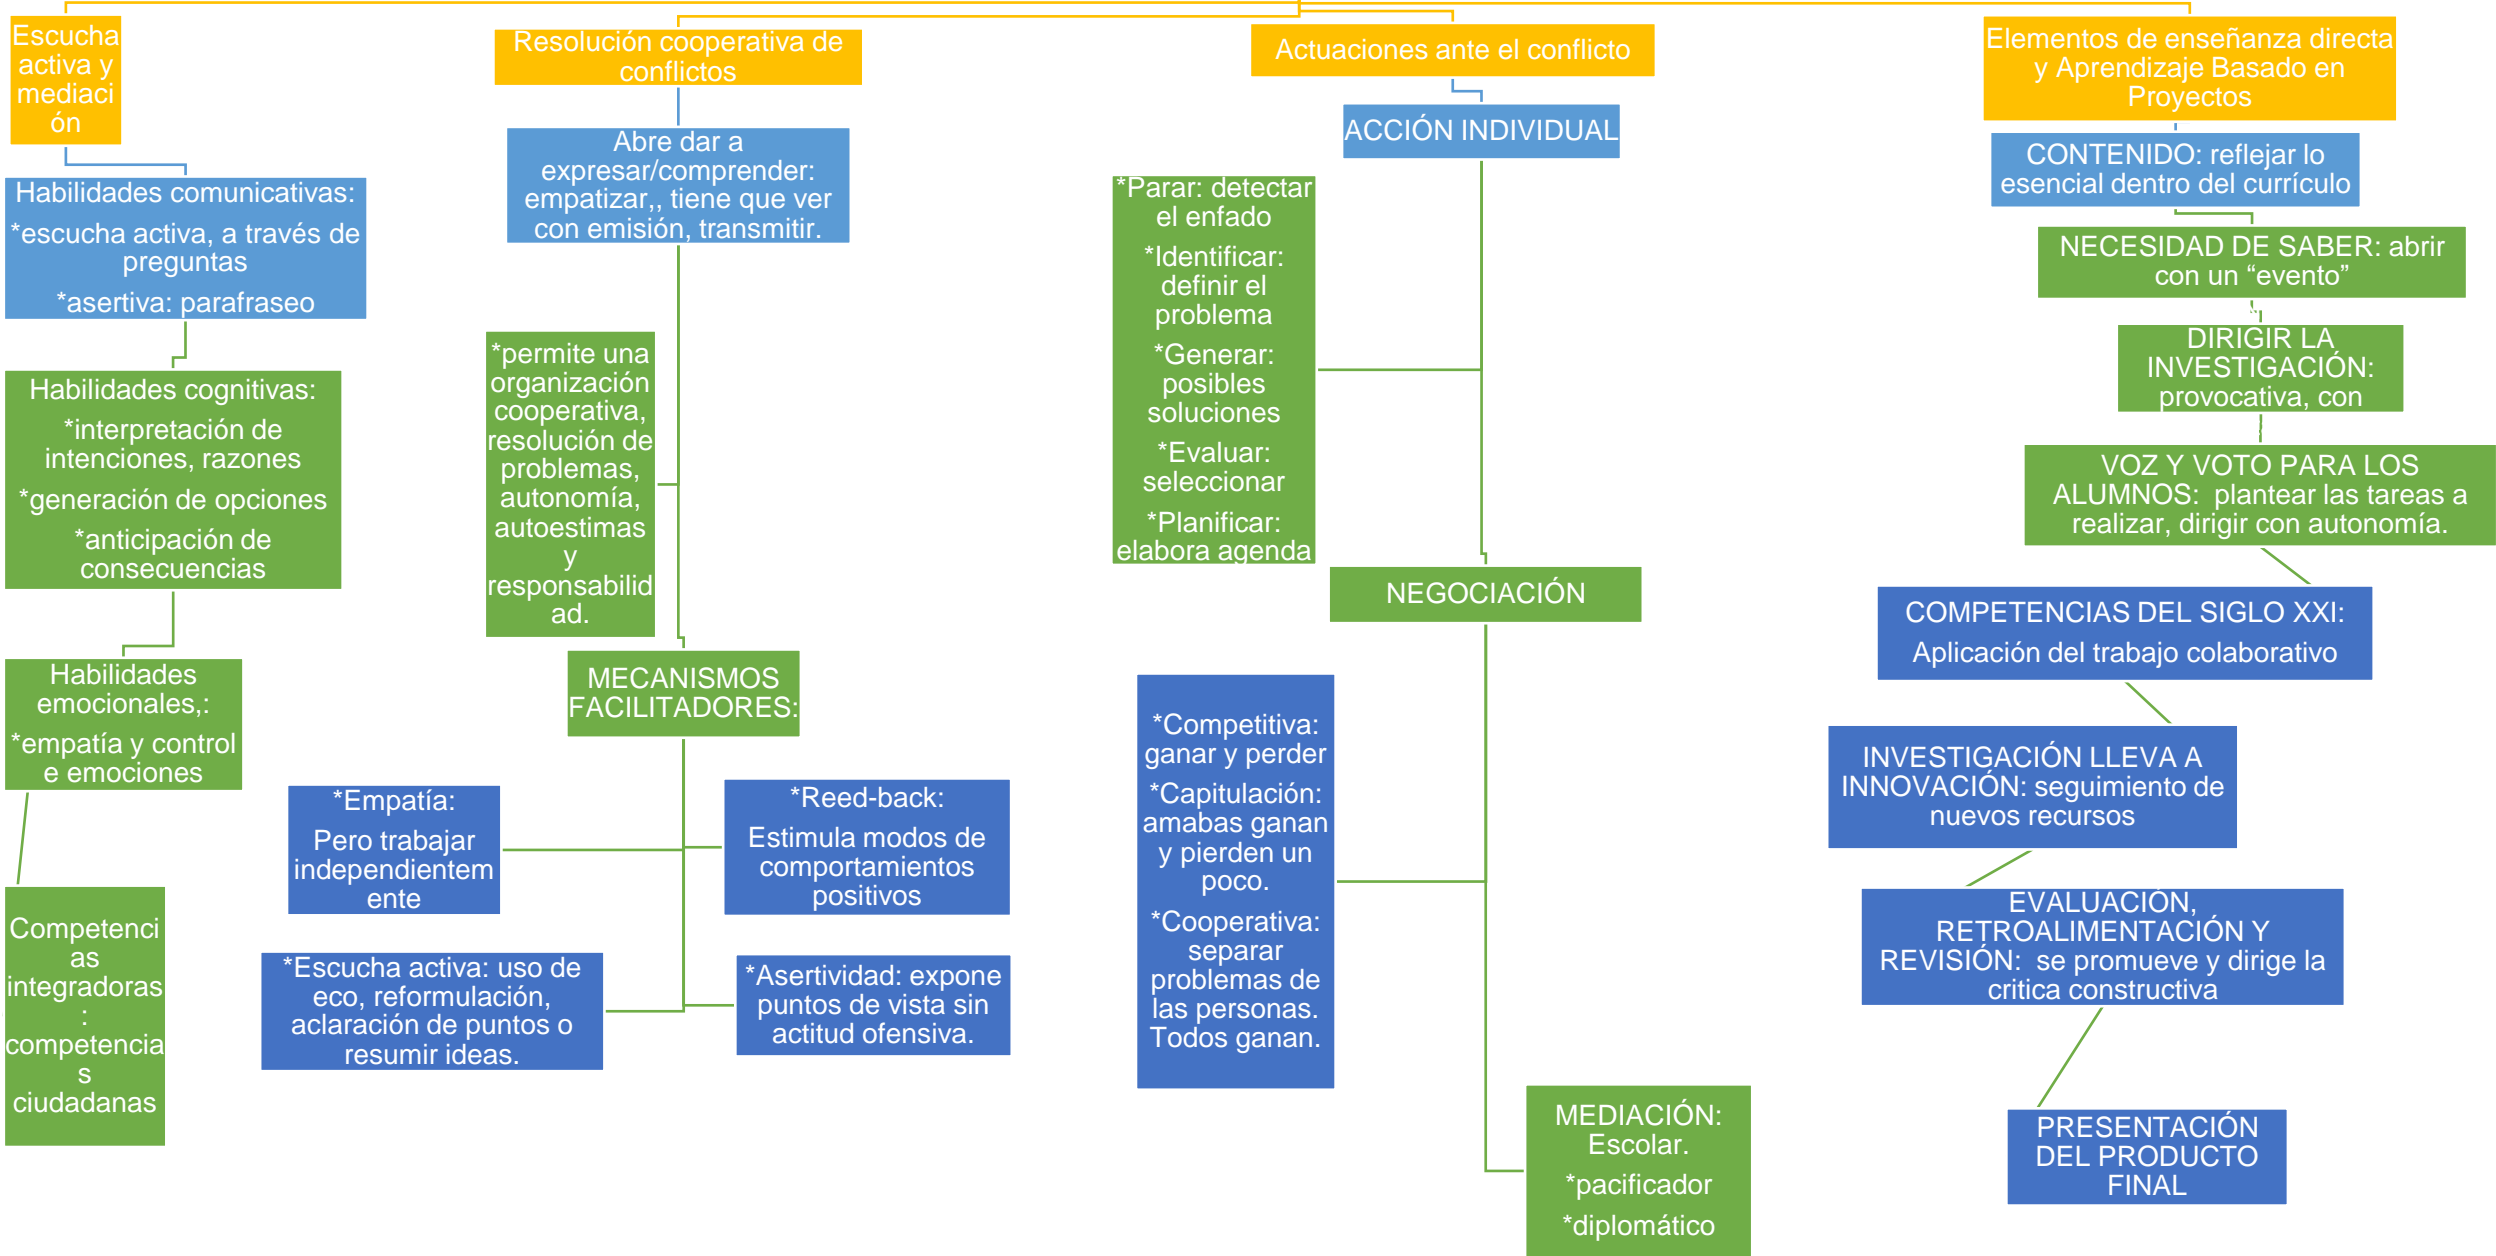 Escucha
activa y
mediaci
ón
Habilidades comunicativas:
*escucha activa, a través de
preguntas
*asertiva: parafraseo
Habilidades cognitivas:
*interpretación de
intenciones, razones
*generación de opciones
*anticipación de
consecuencias
Habilidades
emocionales,:
*empatía y control
e emociones
Competenci
as
integradoras
:
competencia
s
ciudadanas
Resolución cooperativa de
conflictos
Abre dar a
expresar/comprender:
empatizar,, tiene que ver
con emisión, transmitir.
*permite una
organización
cooperativa,
resolución de
problemas,
autonomía,
autoestimas
y
responsabilid
ad.
MECANISMOS
FACILITADORES:
*Empatía:
Pero trabajar
independientem
ente
*Reed-back:
Estimula modos de
comportamientos
positivos
*Escucha activa: uso de
eco, reformulación,
aclaración de puntos o
resumir ideas.
*Asertividad: expone
puntos de vista sin
actitud ofensiva.
Actuaciones ante el conflicto
ACCIÓN INDIVIDUAL
*Parar: detectar
el enfado
*Identificar:
definir el
problema
*Generar:
posibles
soluciones
*Evaluar:
seleccionar
*Planificar:
elabora agenda
NEGOCIACIÓN
*Competitiva:
ganar y perder
*Capitulación:
amabas ganan
y pierden un
poco.
*Cooperativa:
separar
problemas de
las personas.
Todos ganan.
MEDIACIÓN:
Escolar.
*pacificador
*diplomático
Elementos de enseñanza directa
y Aprendizaje Basado en
Proyectos
CONTENIDO: reflejar lo
esencial dentro del currículo
NECESIDAD DE SABER: abrir
con un “evento”
DIRIGIR LA
INVESTIGACIÓN:
provocativa, con
VOZ Y VOTO PARA LOS
ALUMNOS: plantear las tareas a
realizar, dirigir con autonomía.
COMPETENCIAS DEL SIGLO XXI:
Aplicación del trabajo colaborativo
INVESTIGACIÓN LLEVA A
INNOVACIÓN: seguimiento de
nuevos recursos
EVALUACIÓN,
RETROALIMENTACIÓN Y
REVISIÓN: se promueve y dirige la
critica constructiva
PRESENTACIÓN
DEL PRODUCTO
FINAL